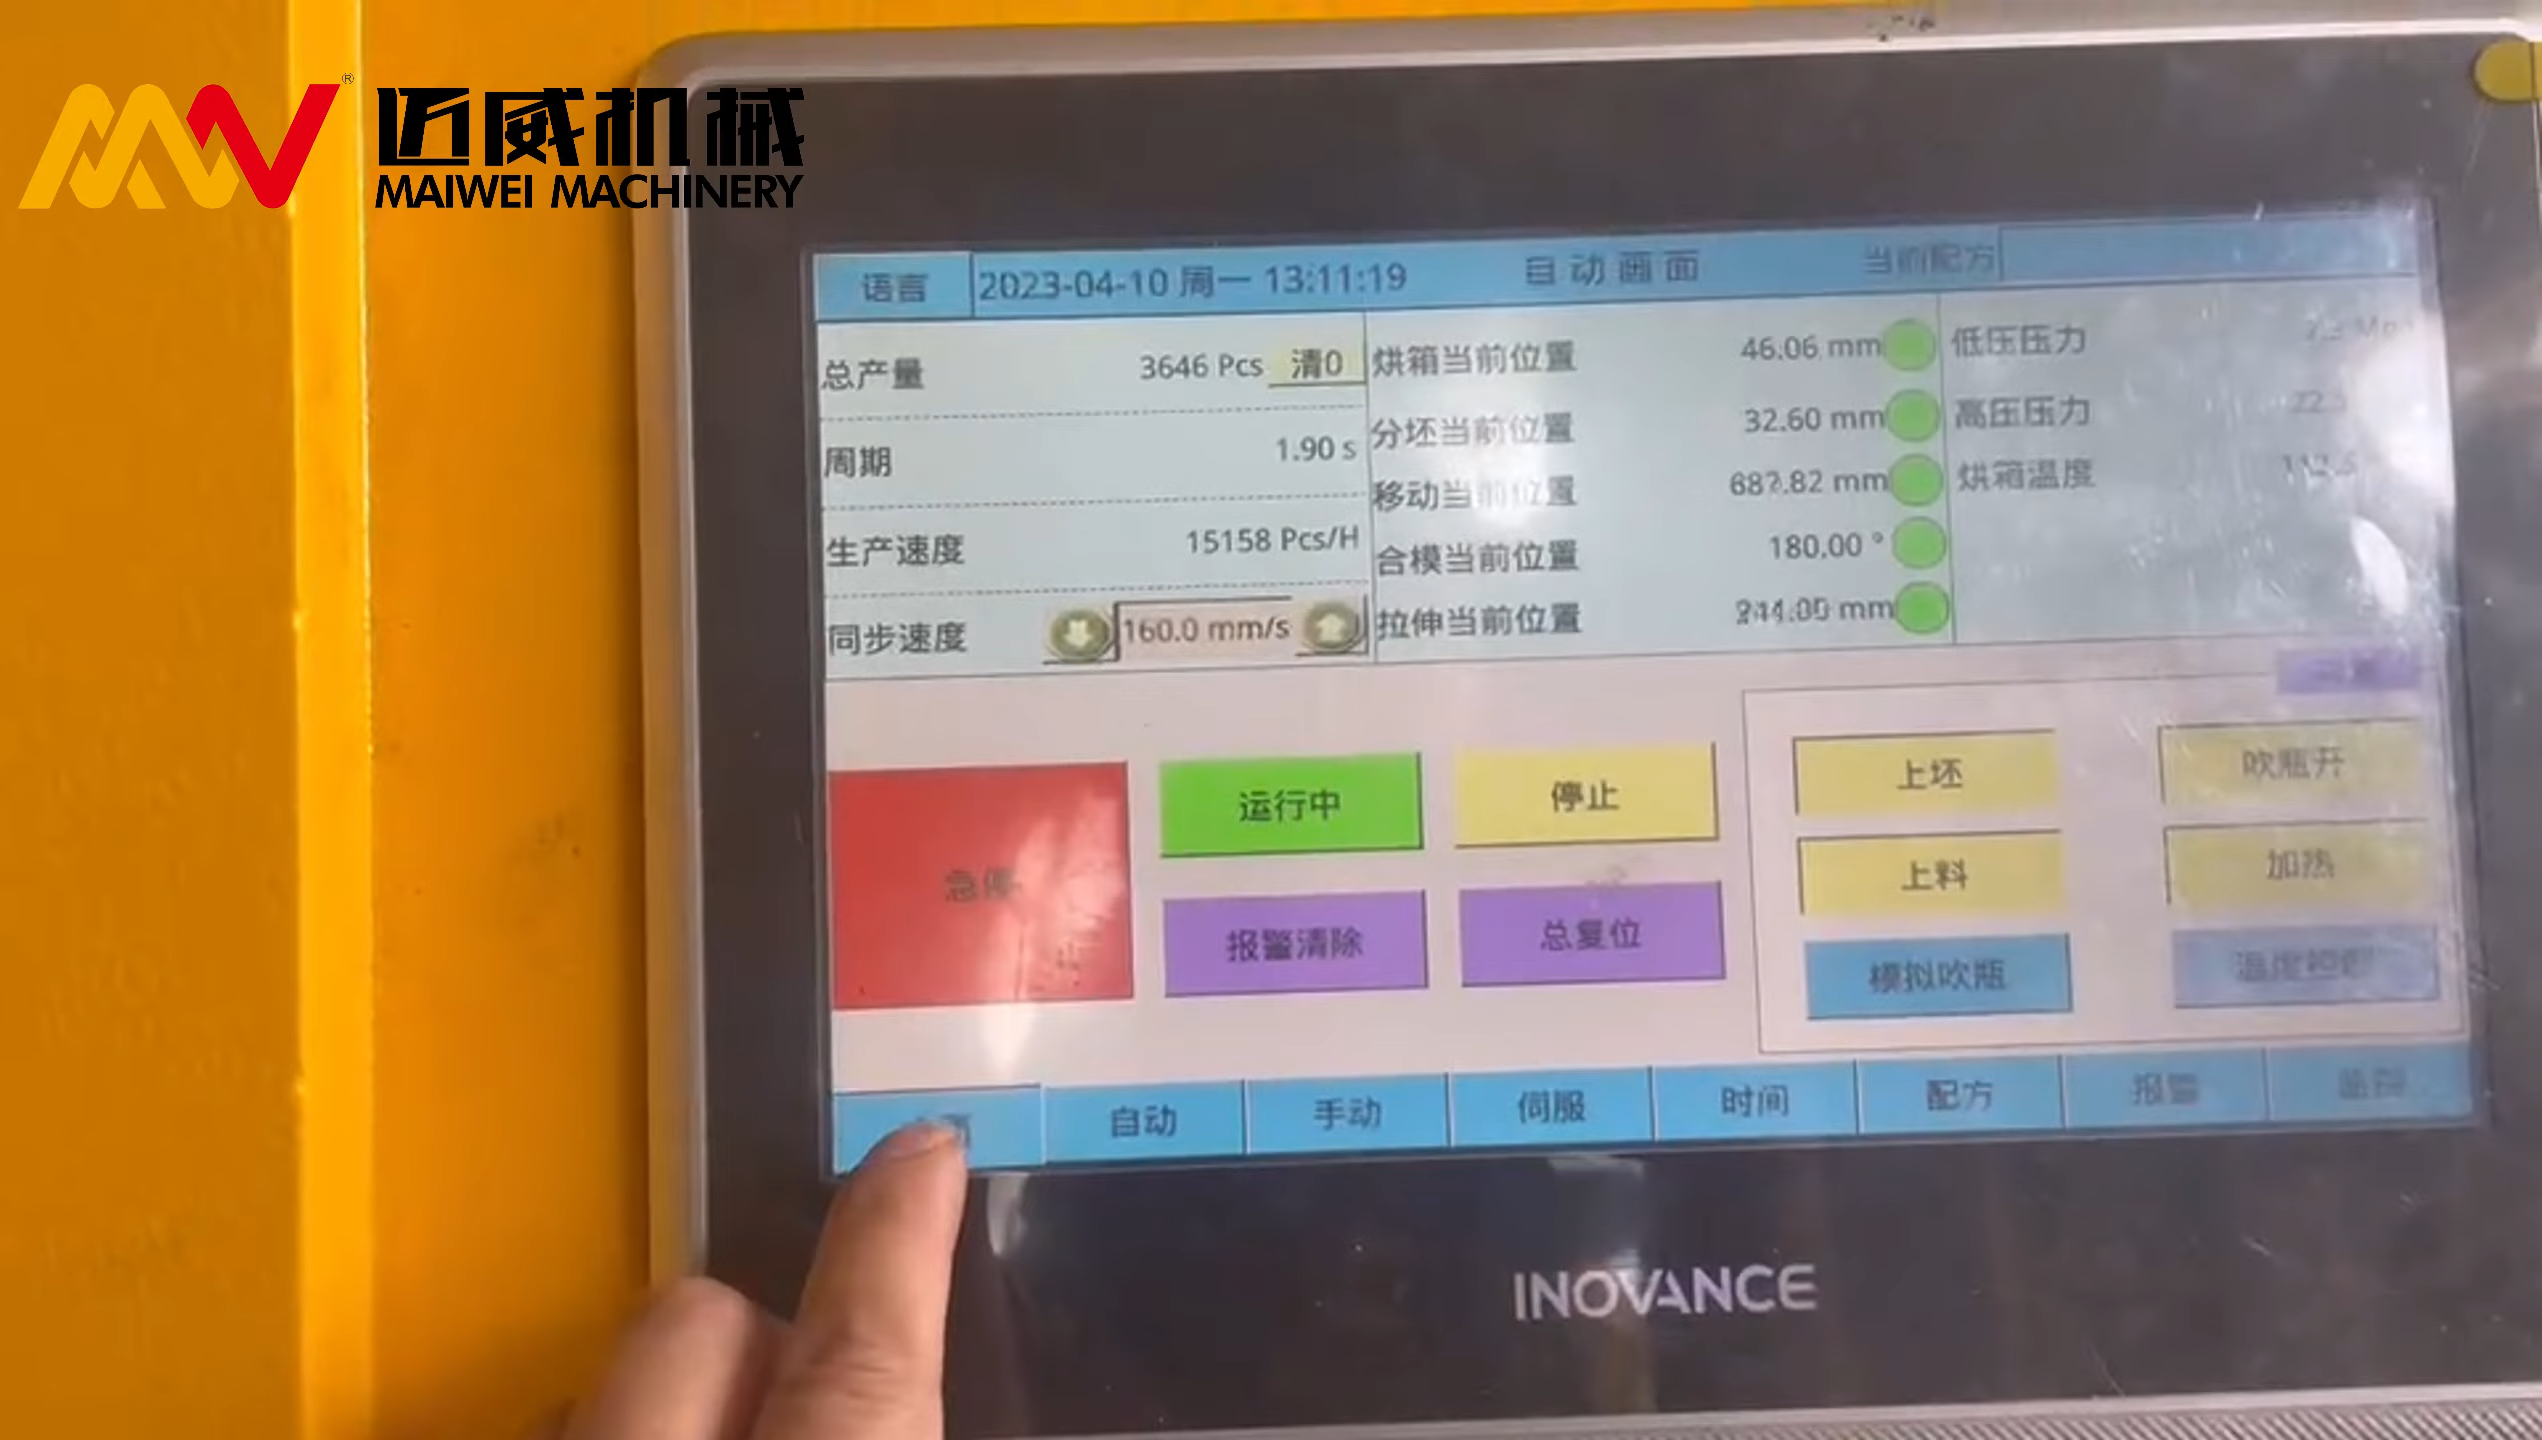 迈威机械®
MAIWEI MACHINERY
语言 2023-04-10 周一 13:11:19 自动画面 当前配方
总产量 3646 Pcs 清0 烘箱当前位置 46.06 mm 低压压力
分坯当前位置 32.60 mm 高压压力
周期 1.90 s
移动当前位置 mm 烘箱温度
生产速度 15158 Pcs/H 合模当前位置 180.00 °
同步速度 160.0 mm/s 拉伸当前位置 mm
急停 运行中 停止 上坯 吹瓶开
上料 加热
报警清除 总复位 模拟吹瓶
自动 手动 伺服 时间 配方 报警
INOVANCE